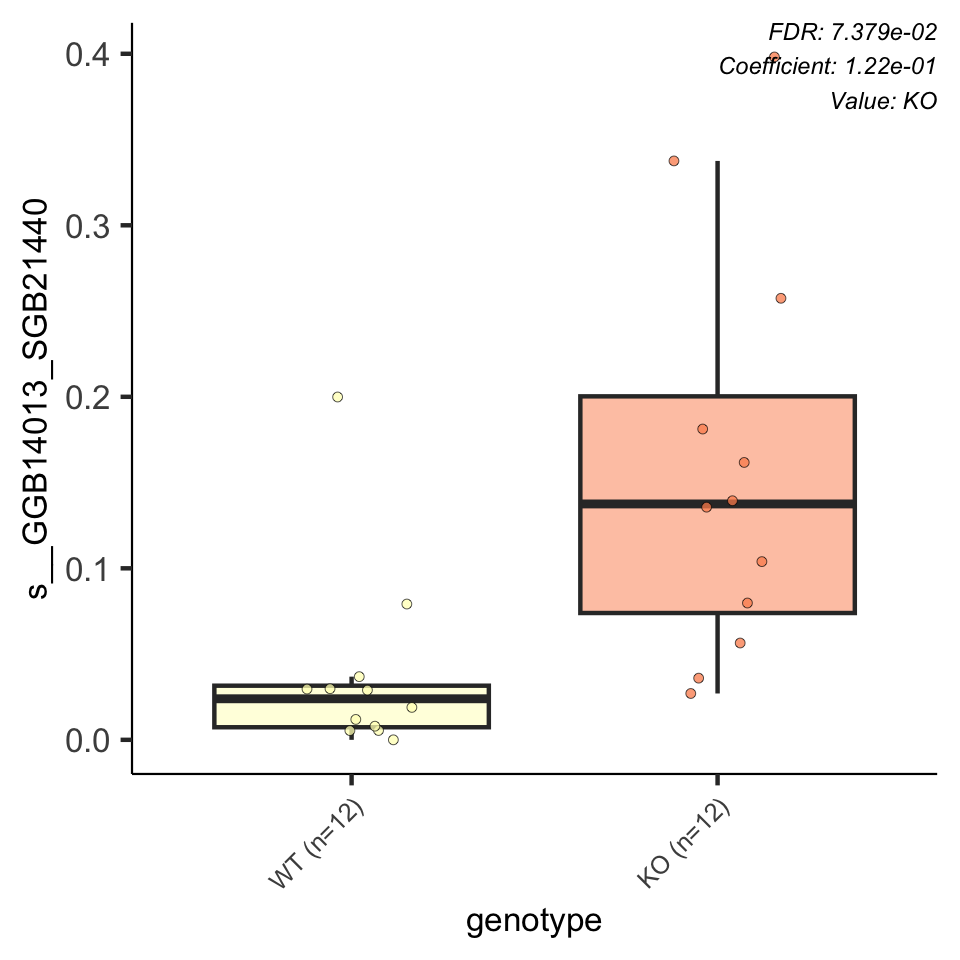 FDR: 7.379e-02
Coefficient: 1.22e-01
Value: KO
s__GGB14013_SGB21440
0.4
0.3
0.2
0.1
0.0
WT (n=12)
KO (n=12)
genotype